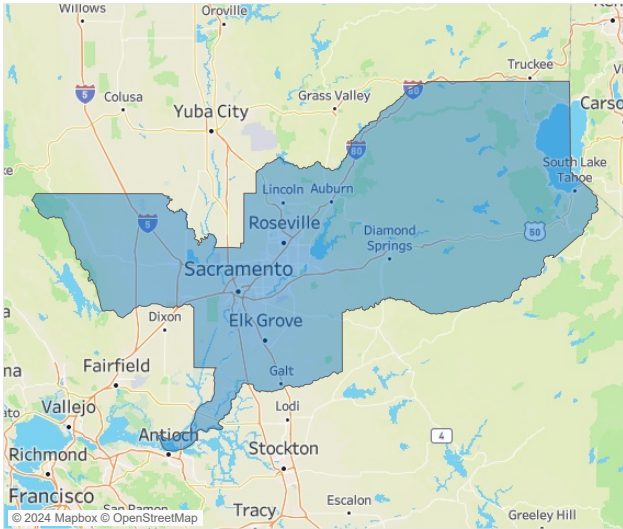 Willows
Oroville
Truckee
5
Colusa
80
Grass Valley
Yuba City
Carso
80
South Lake
Tahoe
Lincoln
Auburn
5
Roseville
Diamond
Springs
50
Sacramento
Dixon
Elk Grove
Fairfield
Galt
Vallejo
Lodi
Antioch
4
Richmond
Stockton
Francisco
San Ramon
Tracy
Escalon
Greeley Hill
© 2024 Mapbox © OpenStreetMap